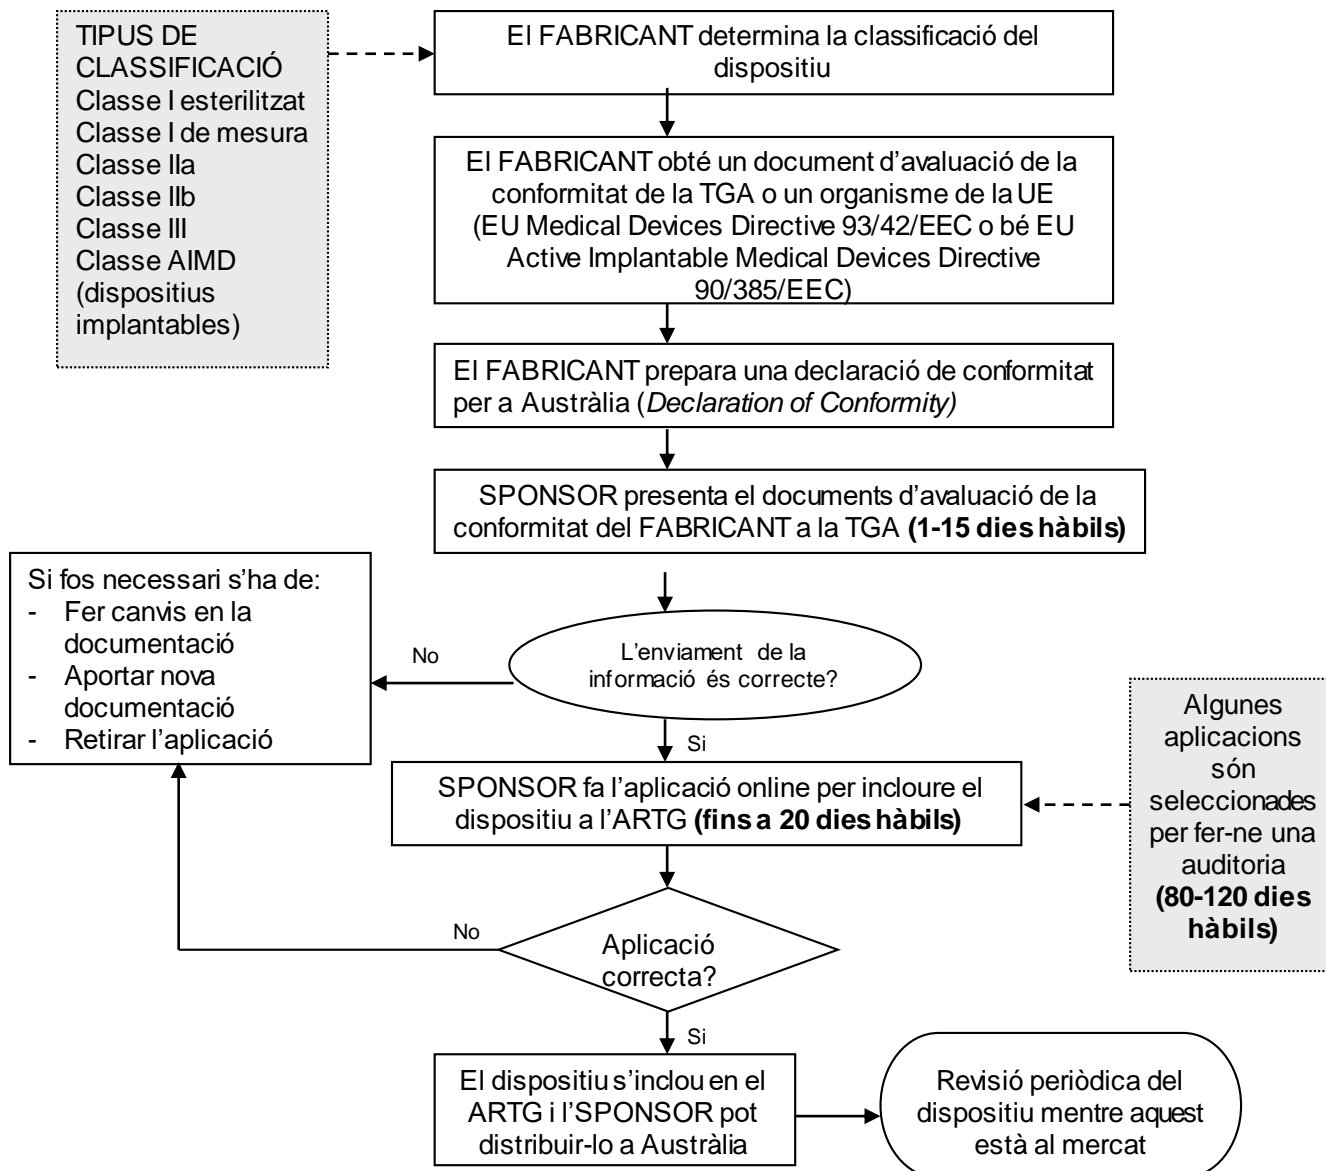 TIPUS DE
CLASSIFICACIÓ
Classe I esterilitzat
Classe I de mesura
Classe IIa
Classe IIb
Classe III
Classe AIMD
(dispositius
implantables)
El FABRICANT determina la classificació del
dispositiu
El FABRICANT obté un document d’avaluació de la
conformitat de la TGA o un organisme de la UE
(EU Medical Devices Directive 93/42/EEC o bé EU
Active Implantable Medical Devices Directive
90/385/EEC)
El FABRICANT prepara una declaració de conformitat
per a Austràlia (Declaration of Conformity)
SPONSOR presenta el documents d’avaluació de la
conformitat del FABRICANT a la TGA (1-15 dies hàbils)
Si fos necessari s’ha de:
- Fer canvis en la
documentació
- Aportar nova
documentació
- Retirar l’aplicació
No
L’enviament de la
informació és correcte?
Si
SPONSOR fa l’aplicació online per incloure el
dispositiu a l’ARTG (fins a 20 dies hàbils)
Algunes
aplicacions
són
seleccionades
per fer-ne una
auditoria
(80-120 dies
hàbils)
No
Aplicació
correcta?
Si
El dispositiu s’inclou en el
ARTG i l’SPONSOR pot
distribuir-lo a Austràlia
Revisió periòdica del
dispositiu mentre aquest
està al mercat